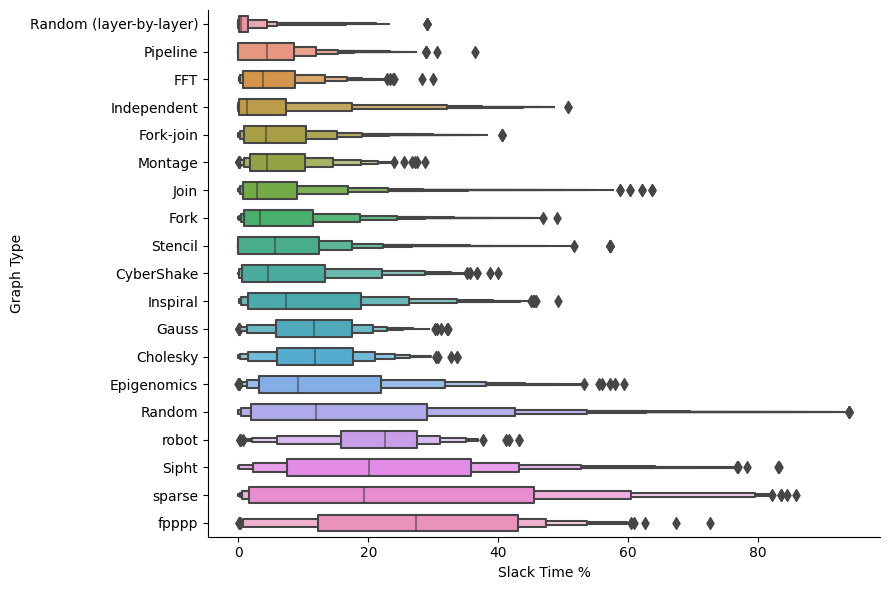 Random (layer-by-layer)
Pipeline
FFT
Independent
Fork-join
Montage
Join
Fork
Stencil
CyberShake
Inspiral
Gauss
Cholesky
Epigenomics
Random
robot
Sipht
sparse
fpppp
Graph Type
0 20 40 60 80
Slack Time %